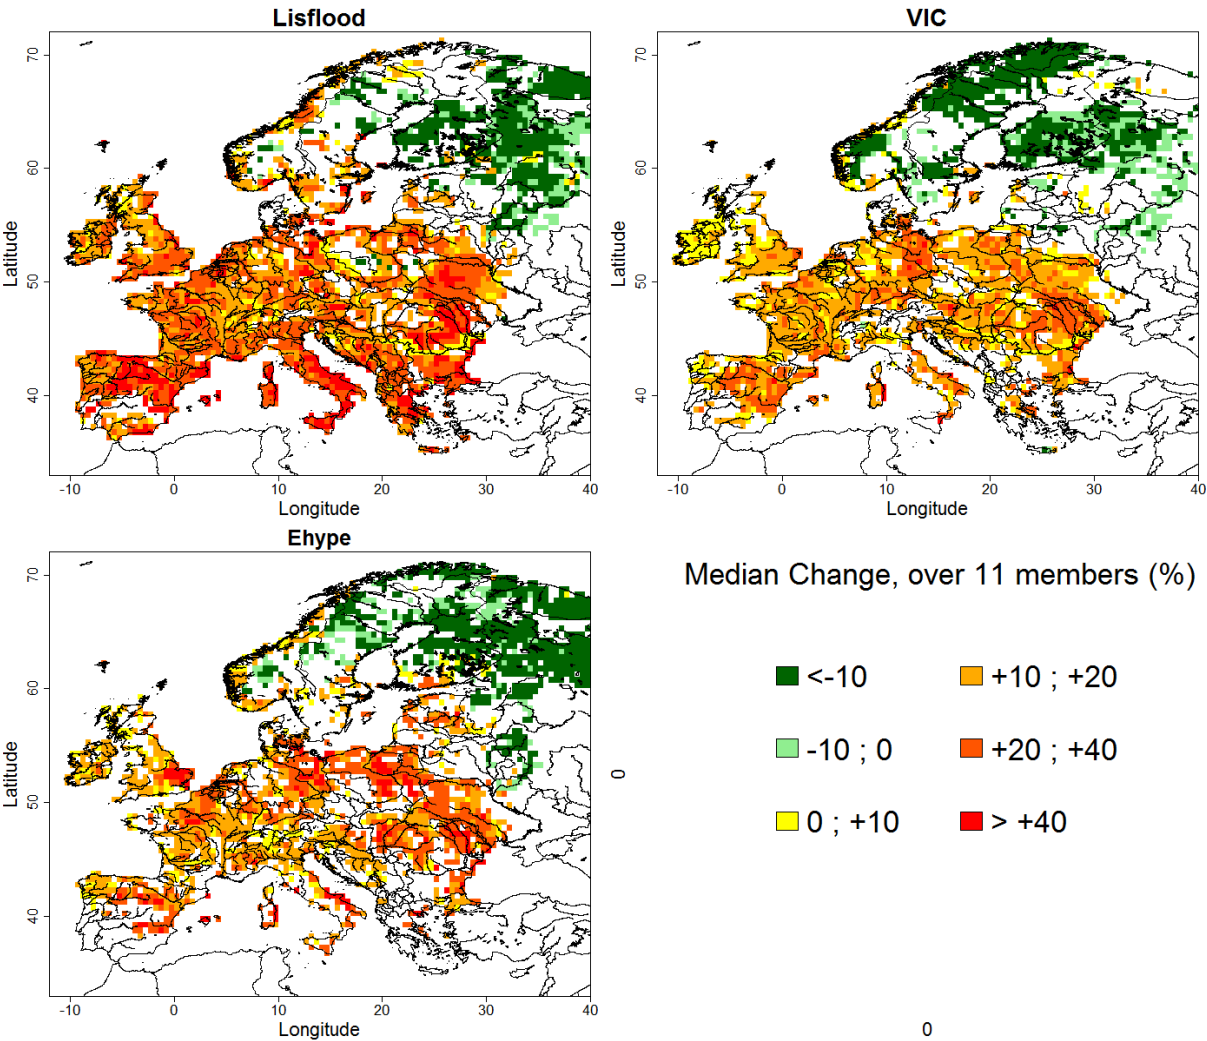 Lisflood
VIC
70
60
50
40
Latitude
-10 0 10 20 30 40
Longitude
70
60
50
40
Latitude
-10 0 10 20 30 40
Longitude
Ehype
70
60
50
40
Latitude
-10 0 10 20 30 40
Longitude
0
Median Change, over 11 members (%)
<-10
+10 ; +20
-10 ; 0
+20 ; +40
0 ; +10
> +40
0